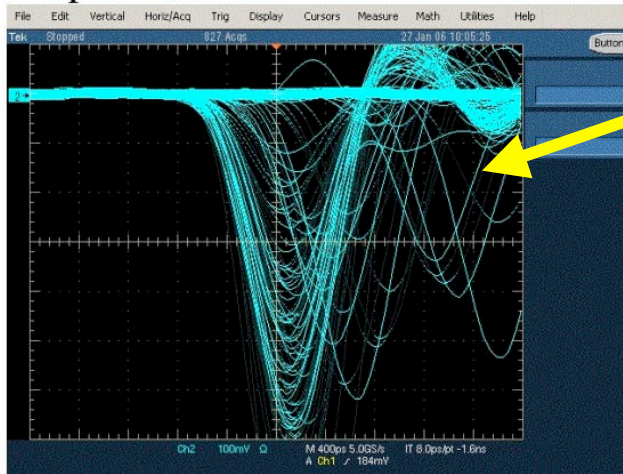 File Edit Vertical Horiz/Acq Trig Display Cursors Measure Math Utilities Help
Tek Stopped 827 Acqs 27 Jan 06 10:05:25
Button
2
Ch2 100mV Ω M 400ps 5.0GS/s IT 8.0ps/pt -1.6ns
A Ch1 ⁄ 184mV